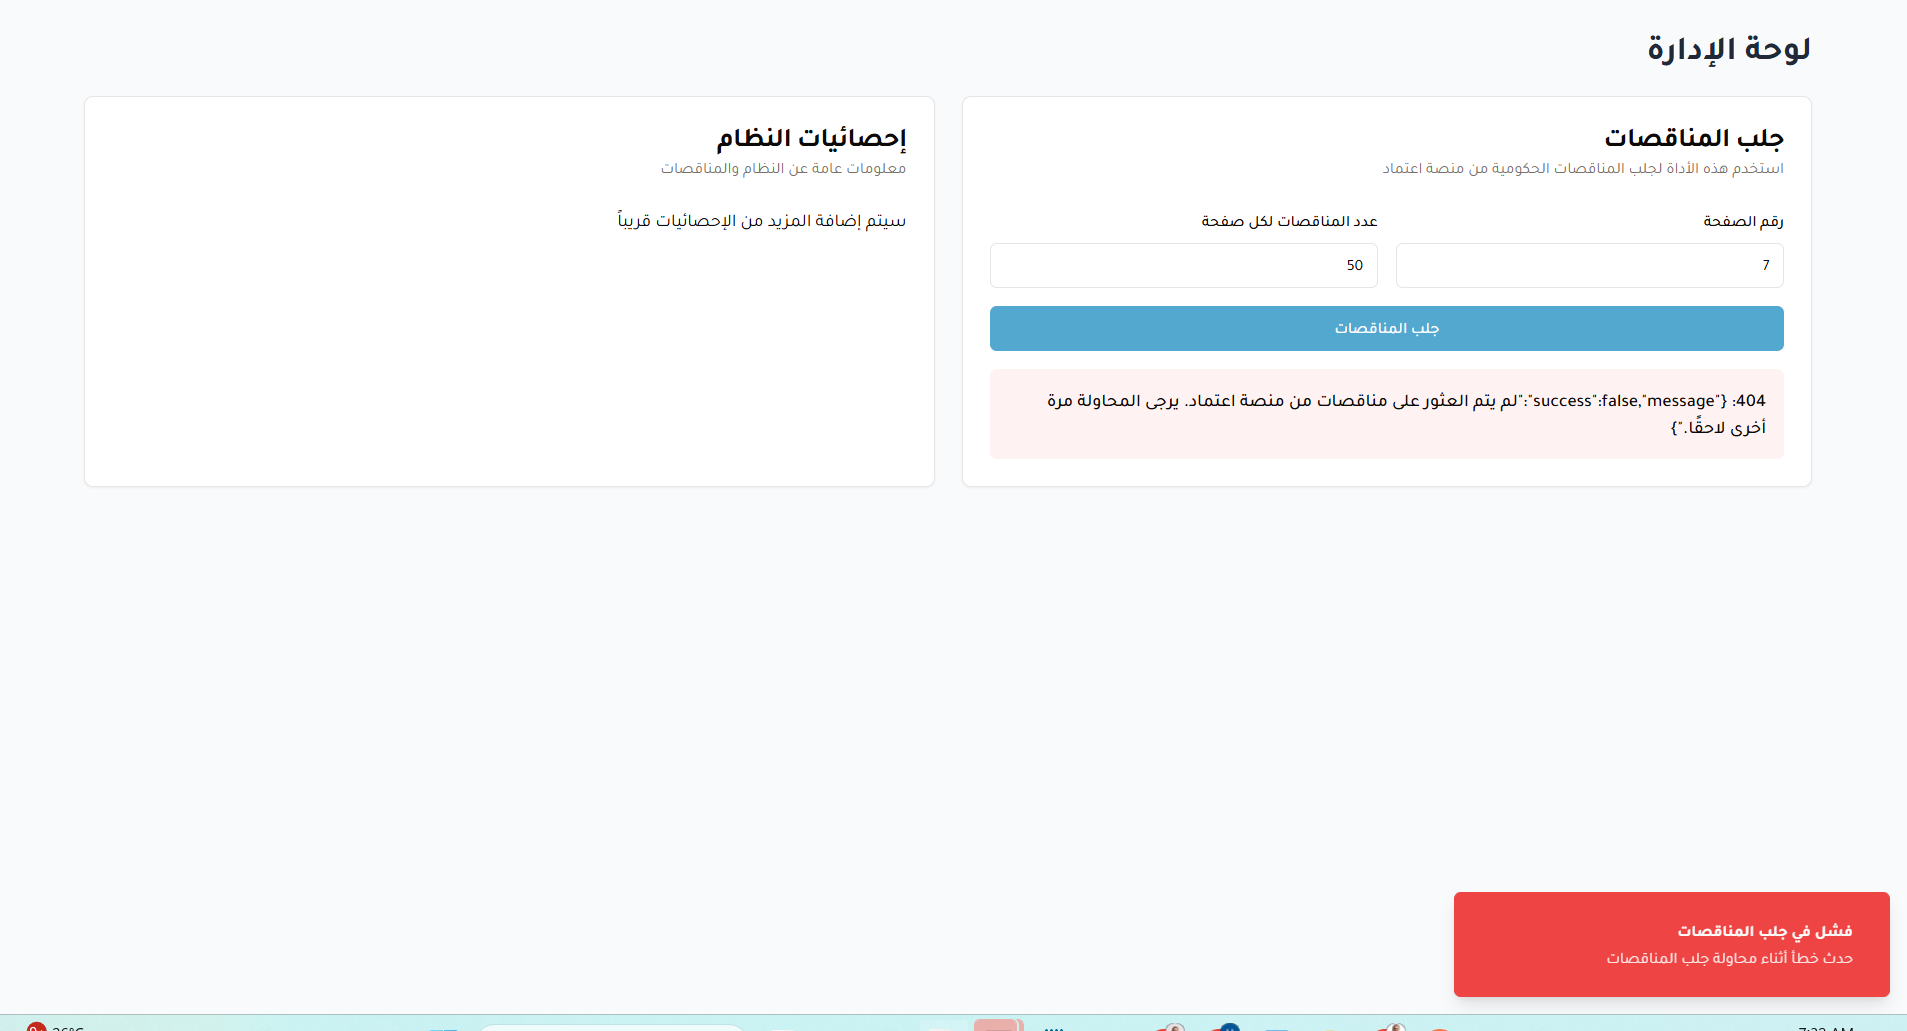 لوحة الإدارة
جلب المناقصات
استخدم هذه الأداة لجلب المناقصات الحكومية من منصة اعتماد
رقم الصفحة
عدد المناقصات لكل صفحة
7
50
جلب المناقصات
404: {"success":false,"message":"لم يتم العثور على مناقصات من منصة اعتماد. يرجى المحاولة مرة
أخرى لاحقًا."}
إحصائيات النظام
معلومات عامة عن النظام والمناقصات
سيتم إضافة المزيد من الإحصائيات قريباً
فشل في جلب المناقصات
حدث خطأ أثناء محاولة جلب المناقصات